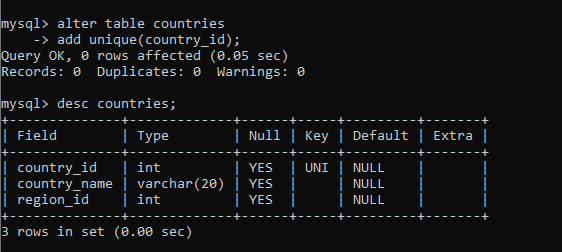 mysql> alter table countries
    -> add unique(country_id);
Query OK, 0 rows affected (0.05 sec)
Records: 0  Duplicates: 0  Warnings: 0

mysql> desc countries;
+--------------+-------------+------+-----+---------+-------+
| Field        | Type        | Null | Key | Default | Extra |
+--------------+-------------+------+-----+---------+-------+
| country_id   | int         | YES  | UNI | NULL    |       |
| country_name | varchar(20) | YES  |     | NULL    |       |
| region_id    | int         | YES  |     | NULL    |       |
+--------------+-------------+------+-----+---------+-------+
3 rows in set (0.00 sec)